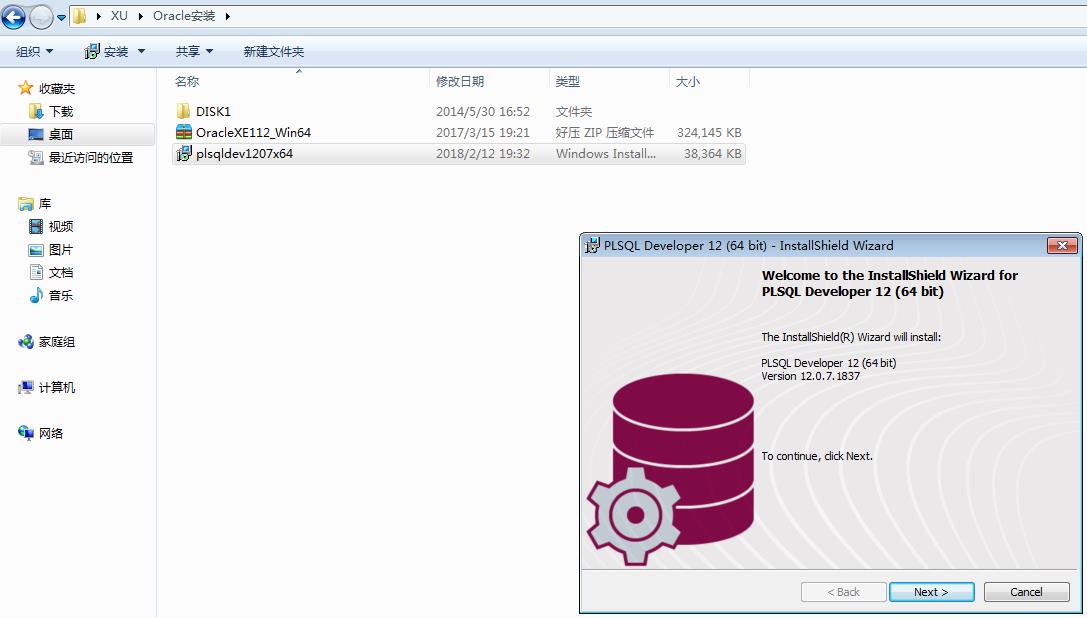 XU Oracle安装
组织 安装 共享 新建文件夹
收藏夹
下载
桌面
最近访问的位置
库
视频
图片
文档
音乐
家庭组
计算机
网络
名称 修改日期 类型 大小
DISK1 2014/5/30 16:52 文件夹
OracleXE112_Win64 2017/3/15 19:21 好压 ZIP 压缩文件 324,145 KB
plsqldev1207x64 2018/2/12 19:32 Windows Install... 38,364 KB
PLSQL Developer 12 (64 bit) - InstallShield Wizard
Welcome to the InstallShield Wizard for
PLSQL Developer 12 (64 bit)
The InstallShield(R) Wizard will install:
PLSQL Developer 12 (64 bit)
Version 12.0.7.1837
To continue, click Next.
< Back Next > Cancel